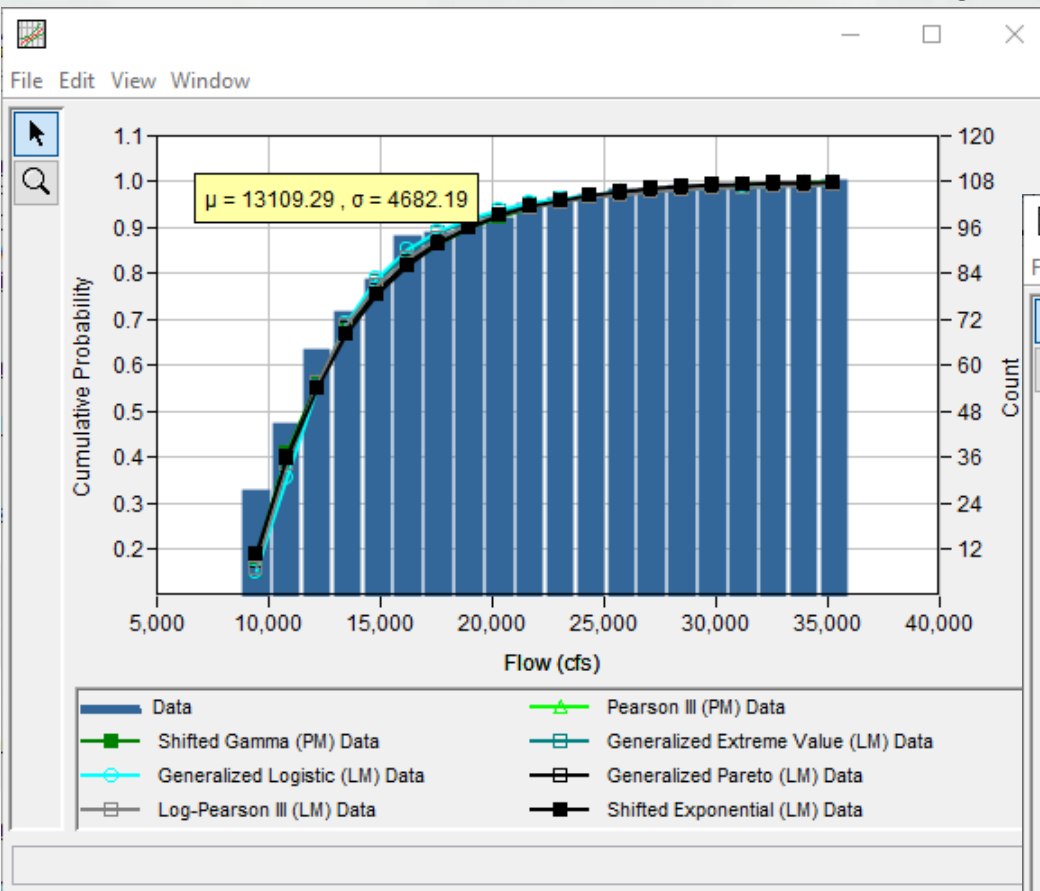 File Edit View Window
μ = 13109.29 , σ = 4682.19
Cumulative Probability
1.1
1.0
0.9
0.8
0.7
0.6
0.5
0.4
0.3
0.2
120
108
96
84
72
60
48
36
24
12
Count
5,000 10,000 15,000 20,000 25,000 30,000 35,000 40,000
Flow (cfs)
Data
Pearson III (PM) Data
Shifted Gamma (PM) Data
Generalized Extreme Value (LM) Data
Generalized Logistic (LM) Data
Generalized Pareto (LM) Data
Log-Pearson III (LM) Data
Shifted Exponential (LM) Data